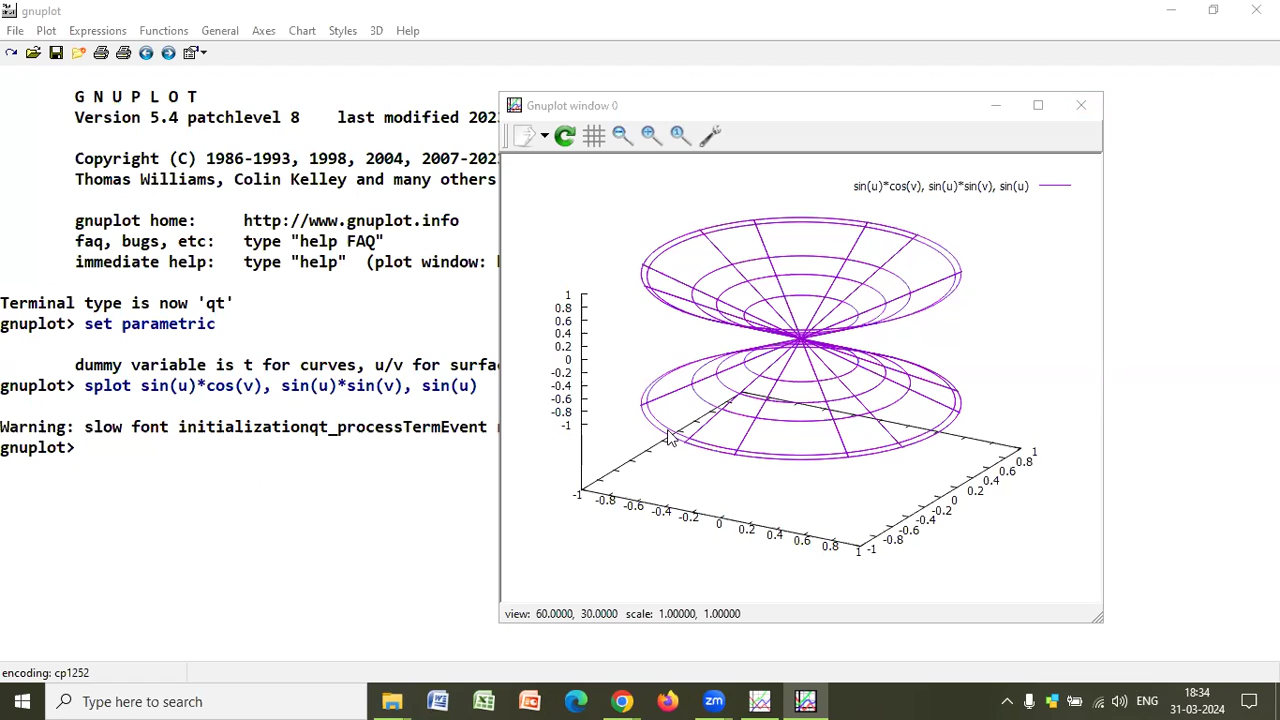 gnuplot
File Plot Expressions Functions General Axes Chart Styles 3D Help
G N U P L O T
Version 5.4 patchlevel 8 last modified 202
Copyright (C) 1986-1993, 1998, 2004, 2007-202
Thomas Williams, Colin Kelley and many others
gnuplot home: http://www.gnuplot.info
faq, bugs, etc: type "help FAQ"
immediate help: type "help" (plot window:
Terminal type is now 'qt'
gnuplot> set parametric
dummy variable is t for curves, u/v for surfac
gnuplot> splot sin(u)*cos(v), sin(u)*sin(v), sin(u)
Warning: slow font initializationqt_processTermEvent
gnuplot>
Gnuplot window 0
sin(u)*cos(v), sin(u)*sin(v), sin(u)
1
0.8
0.6
0.4
0.2
0
-0.2
-0.4
-0.6
-0.8
-1
-1 -0.8 -0.6 -0.4 -0.2 0 0.2 0.4 0.6 0.8 1
-1 -0.8 -0.6 -0.4 -0.2 0 0.2 0.4 0.6 0.8 1
view: 60.0000, 30.0000 scale: 1.00000, 1.00000
encoding: cp1252
Type here to search
ENG
18:34
31-03-2024